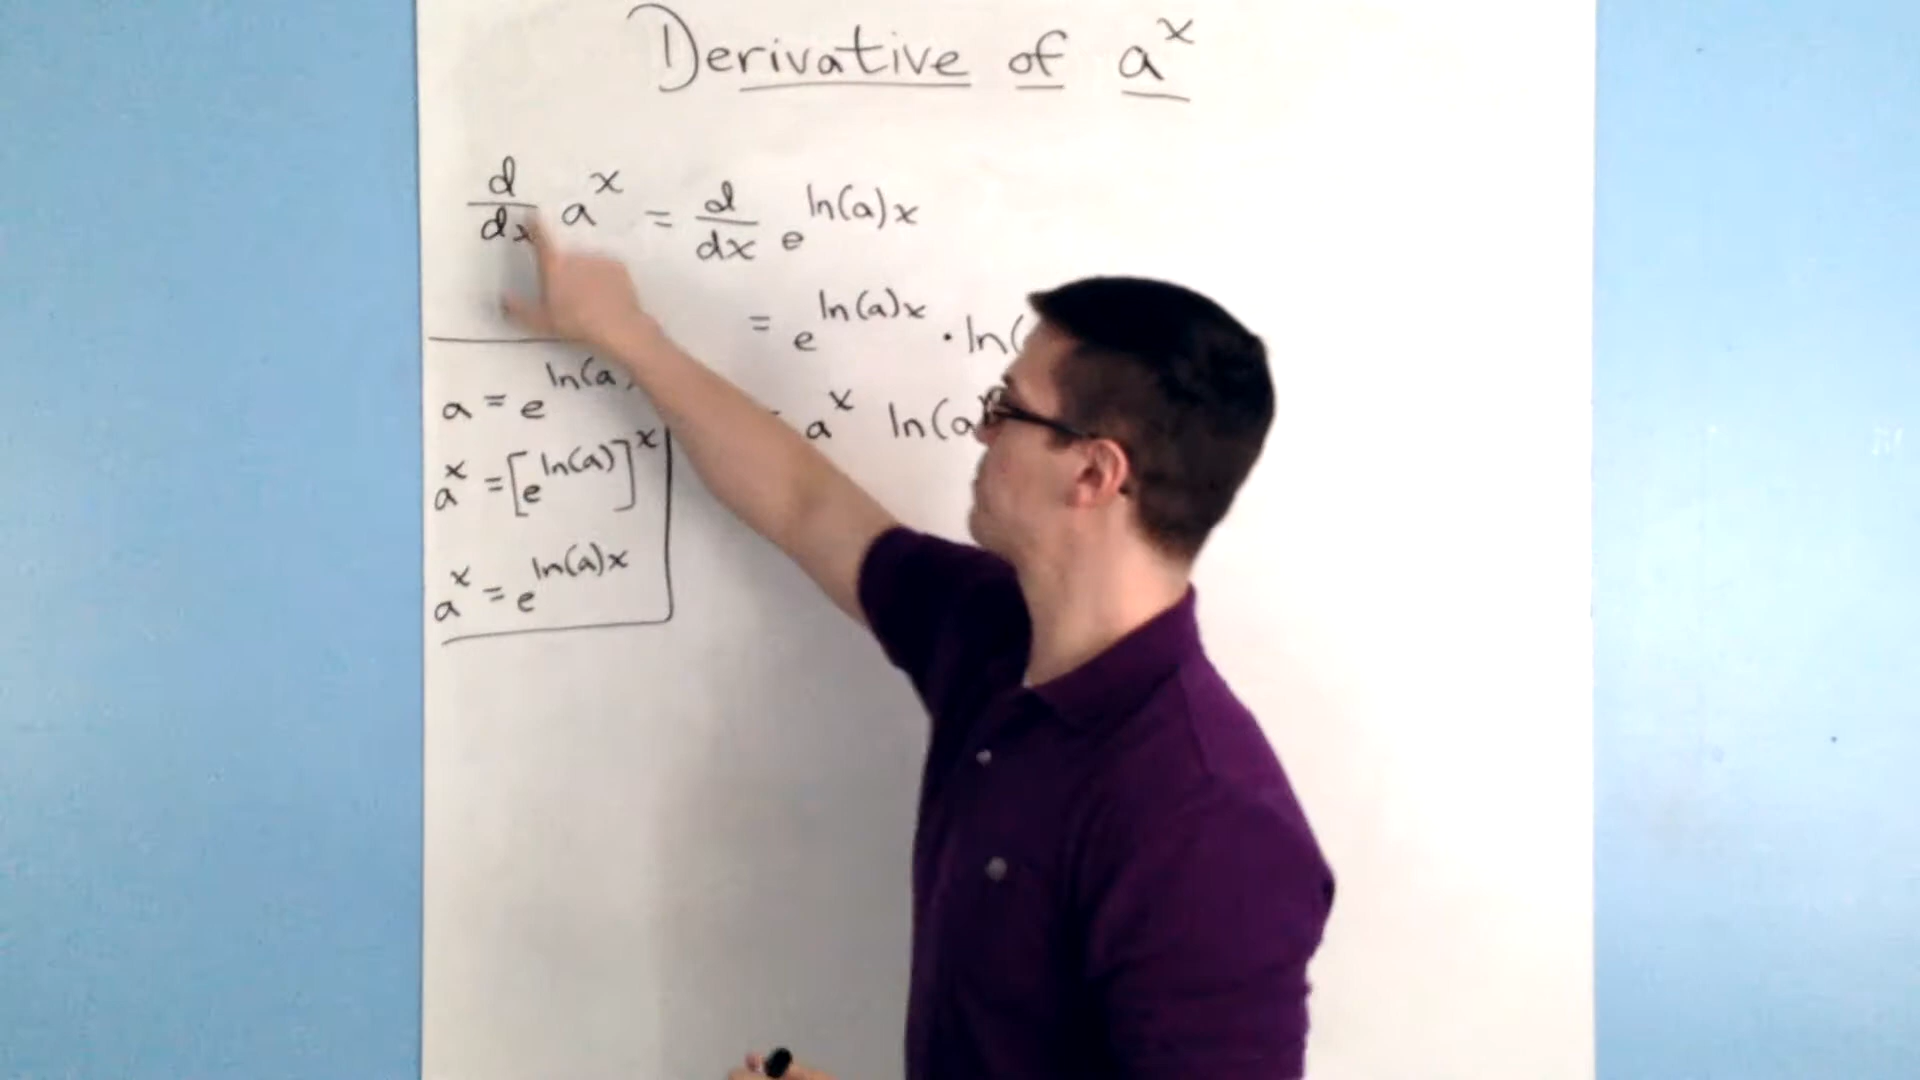 Derivative of a^x
d/dx a^x = d/dx e^ln(a)x
= e^ln(a)x · ln(
a^x ln(a
a = e^ln(a
a^x = [e^ln(a)]^x
a^x = e^ln(a)x